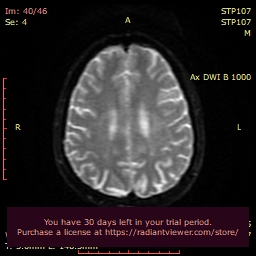 Im: 40/46
Se: 4
A
STP107
STP107
M
Ax DWI B 1000
R
L
You have 30 days left in your trial period.
Purchase a license at https://radiantviewer.com/store/